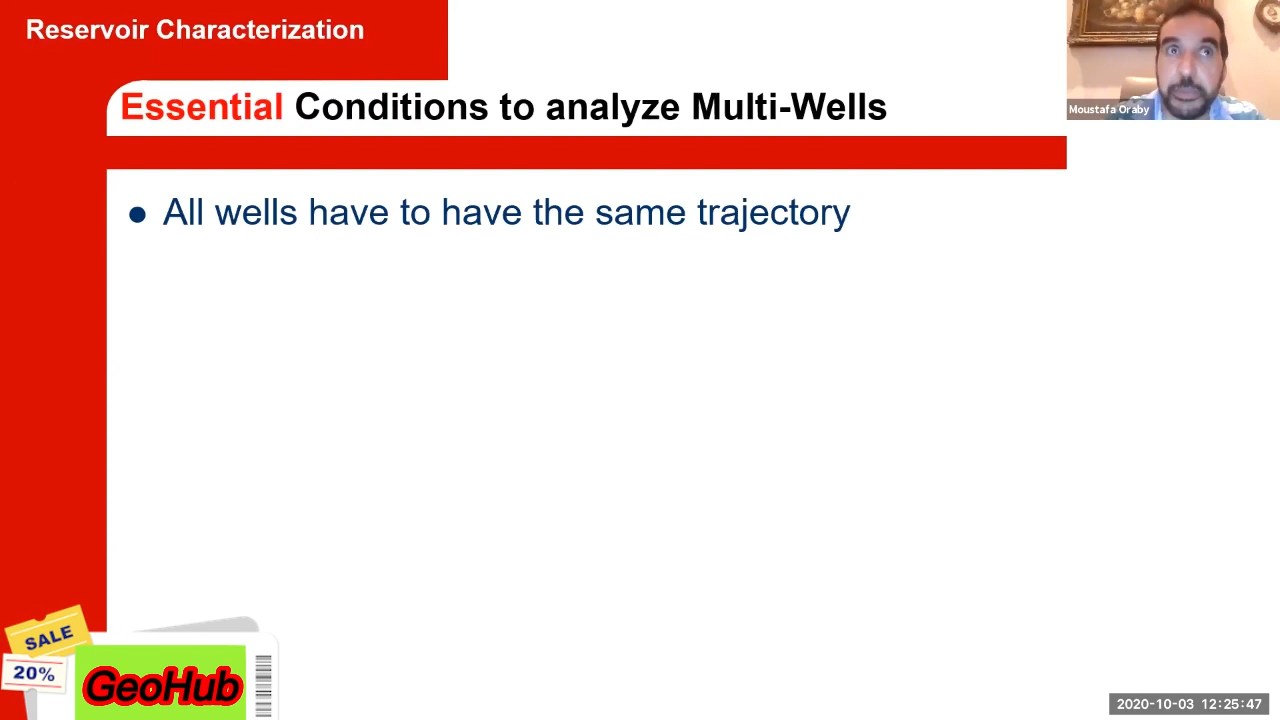 Reservoir Characterization
Essential Conditions to analyze Multi-Wells
Moustafa Oraby
● All wells have to have the same trajectory
SALE
20%
GeoHub
2020-10-03 12:25:47